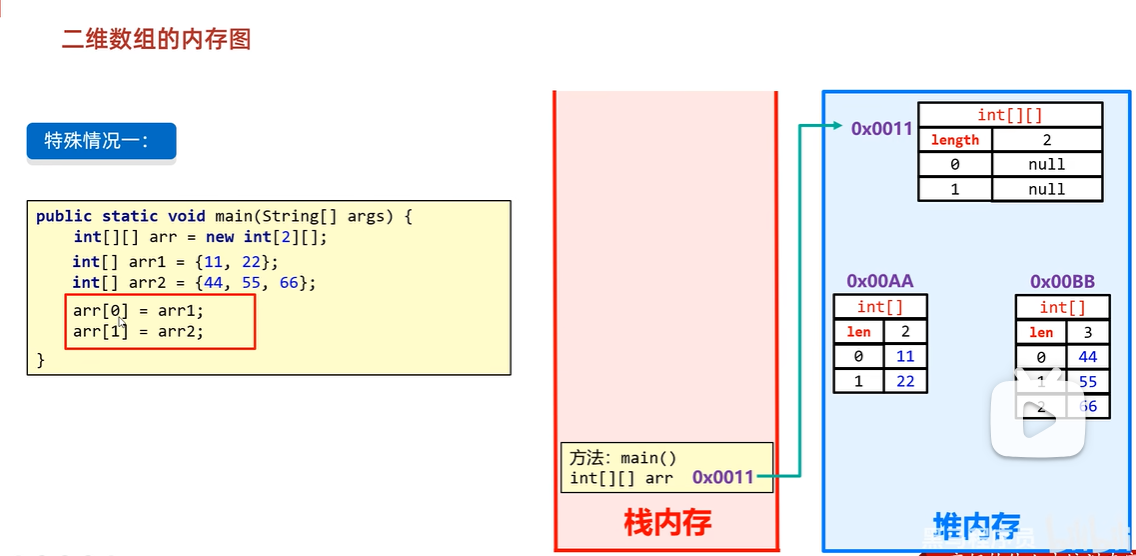 二维数组的内存图
特殊情况一：
public static void main(String[] args) {
int[][] arr = new int[2][];
int[] arr1 = {11, 22};
int[] arr2 = {44, 55, 66};
arr[0] = arr1;
arr[1] = arr2;
}
方法：main()
int[][] arr 0x0011
栈内存
0x0011
int[][]
length 2
0 null
1 null
0x00AA
int[]
len 2
0 11
1 22
0x00BB
int[]
len 3
0 44
1 55
2 66
堆内存